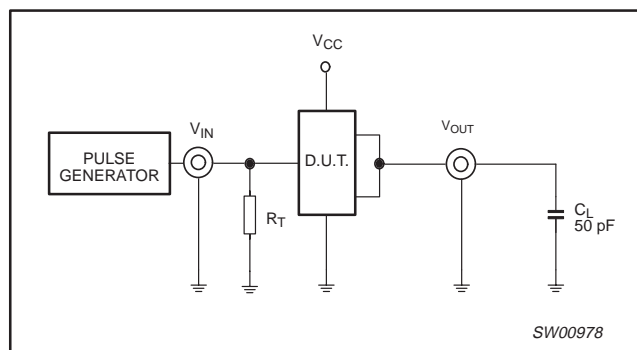 VCC
VIN
VOUT
PULSE
GENERATOR
D.U.T.
RT
CL
50 pF
SW00978